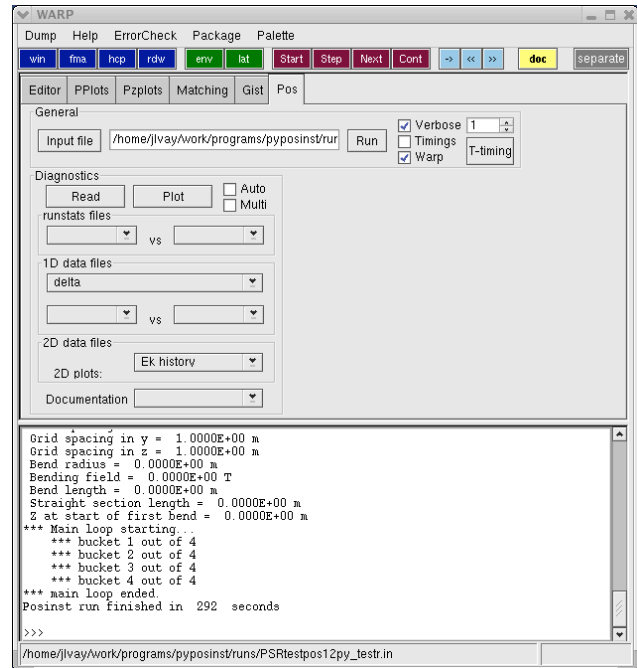 WARP
Dump Help ErrorCheck Package Palette
win fma hcp rdw env lat Start Step Next Cont -> << >> doc separate
Editor PPlots Pzplots Matching Gist Pos
General
Input file /home/jlvay/work/programs/pyposinst/rur Run
Verbose 1
Timings
Warp
T-timing
Diagnostics
Read Plot
Auto
Multi
runstats files
vs
1D data files
delta
vs
2D data files
2D plots: Ek history
Documentation
Grid spacing in y = 1.0000E+00 m
Grid spacing in z = 1.0000E+00 m
Bend radius = 0.0000E+00 m
Bending field = 0.0000E+00 T
Bend length = 0.0000E+00 m
Straight section length = 0.0000E+00 m
Z at start of first bend = 0.0000E+00 m
*** Main loop starting...
*** bucket 1 out of 4
*** bucket 2 out of 4
*** bucket 3 out of 4
*** bucket 4 out of 4
*** main loop ended.
Posinst run finished in 292 seconds
>>>
/home/jlvay/work/programs/pyposinst/runs/PSRtestpos12py_testr.in